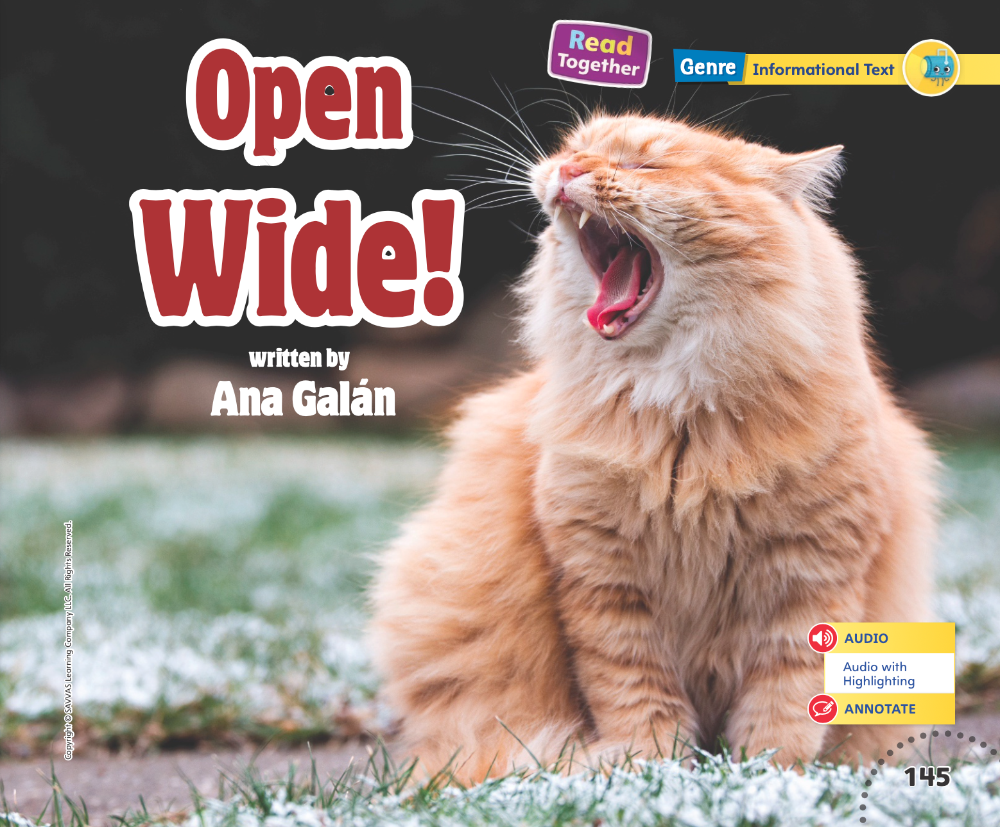 Read
Together
Genre
Informational Text
Open
Wide!
written by
Ana Galán
Copyright © SAVVAS Learning Company LLC. All Rights Reserved.
AUDIO
Audio with
Highlighting
ANNOTATE
145